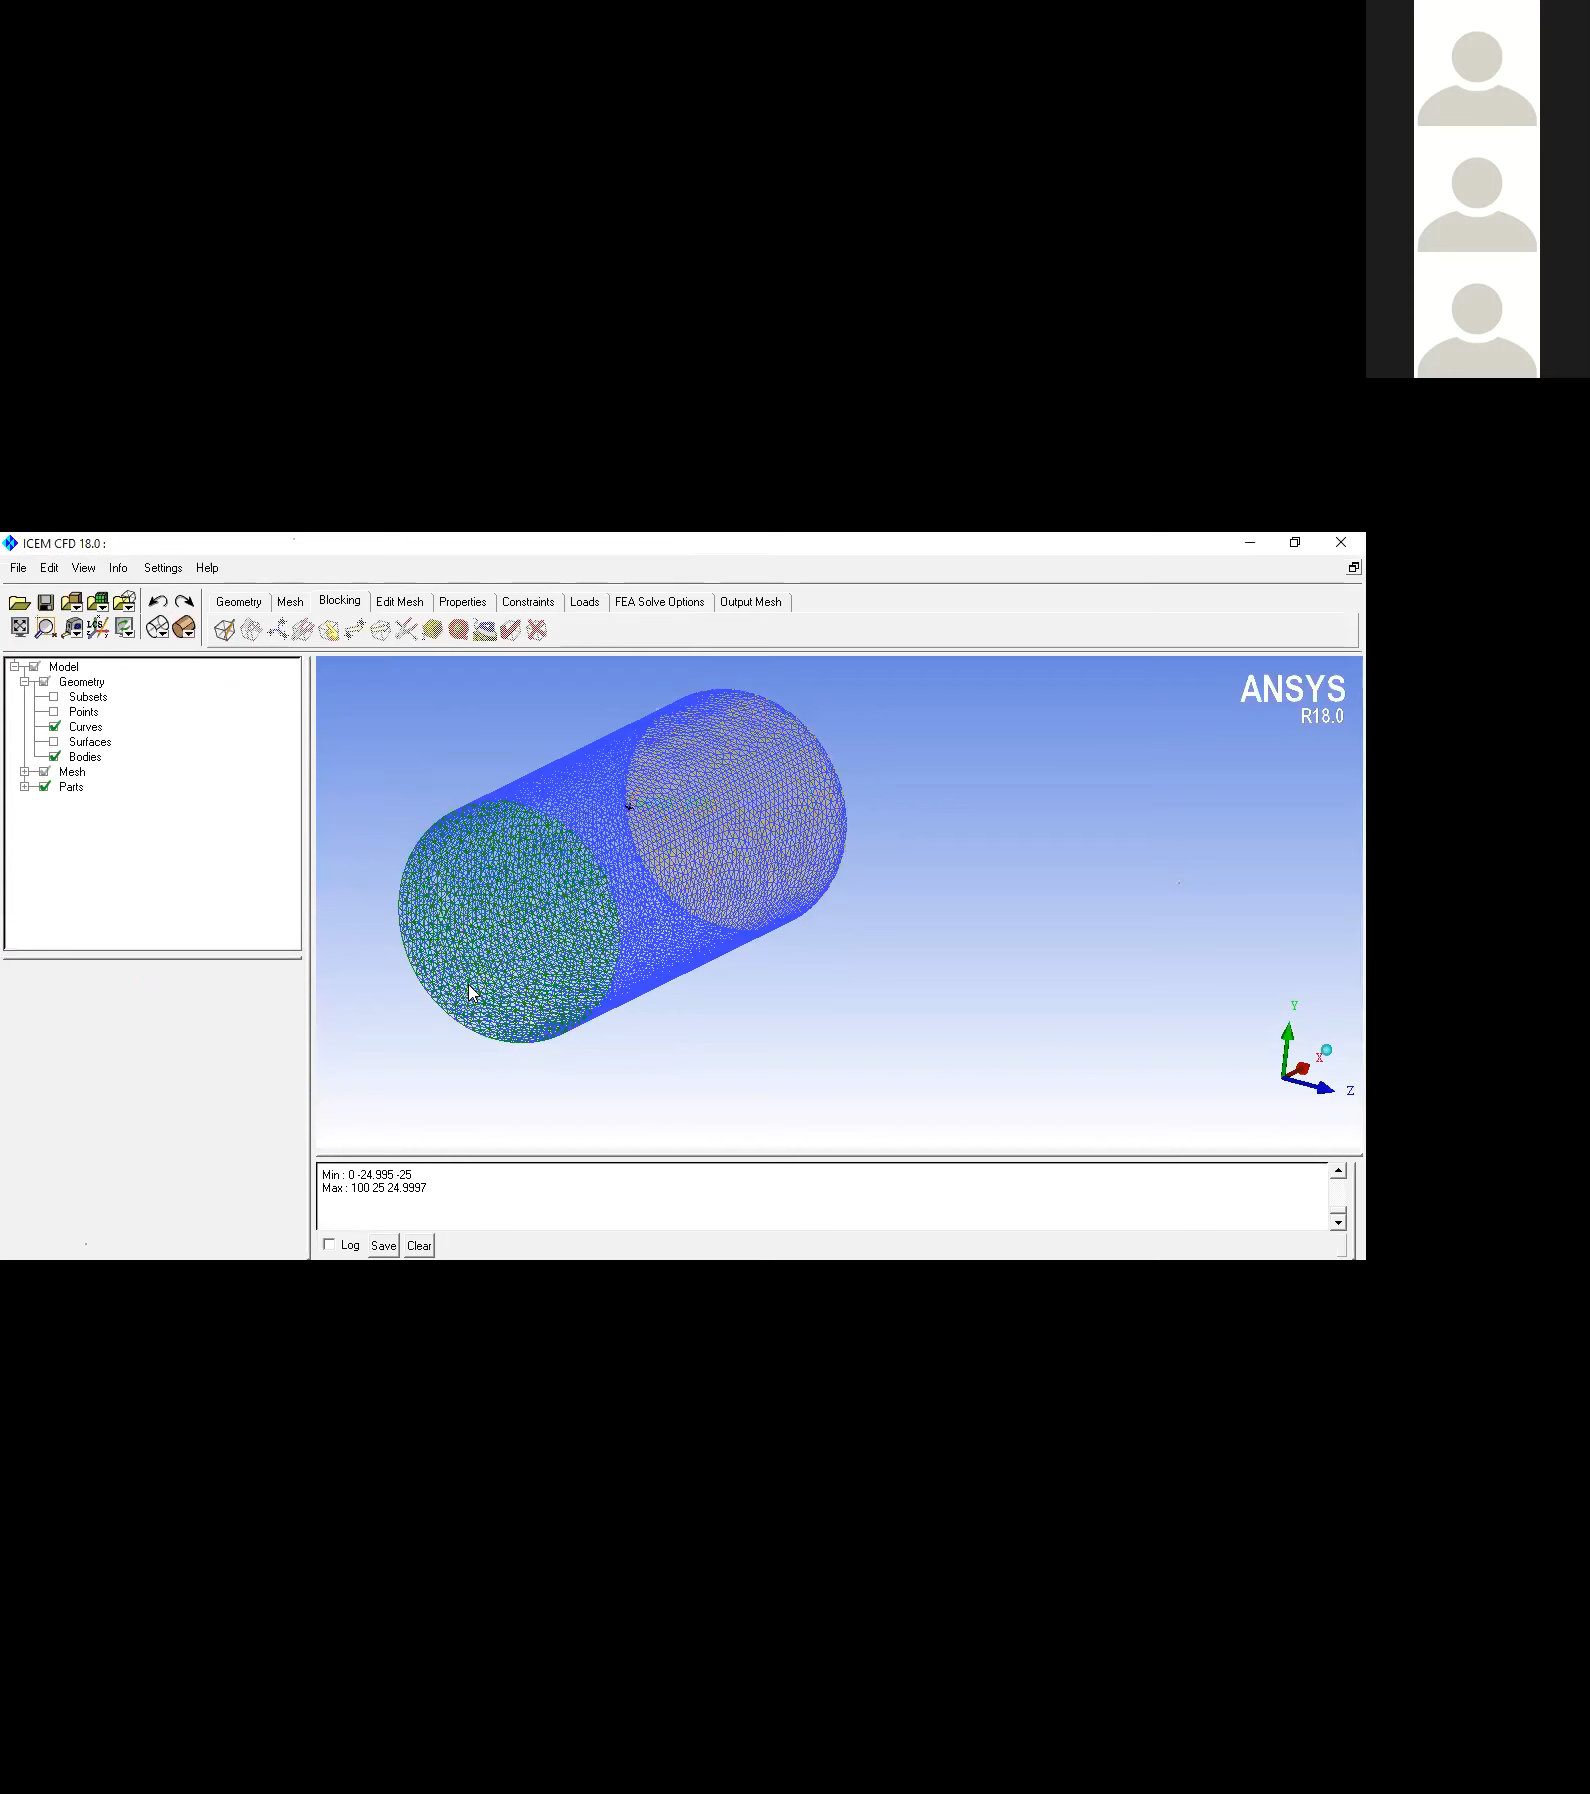 ICEM CFD 18.0 :
File Edit View Info Settings Help
Geometry Mesh Blocking Edit Mesh Properties Constraints Loads FEA Solve Options Output Mesh
LCS
Model
Geometry
Subsets
Points
Curves
Surfaces
Bodies
Mesh
Parts
ANSYS
R18.0
Y
X
Z
Min : 0 -24.995 -25
Max : 100 25 24.9997
Log Save Clear